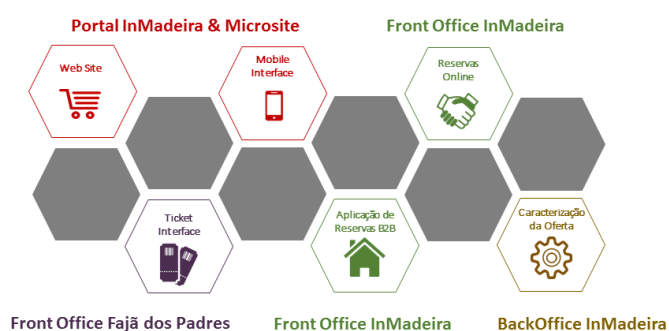 Portal InMadeira & Microsite
Front Office InMadeira
Web Site
Mobile
Interface
Reservas
Online
Ticket
Interface
Aplicação de
Reservas B2B
Caracterização
da Oferta
Front Office Fajã dos Padres
Front Office InMadeira
BackOffice InMadeira